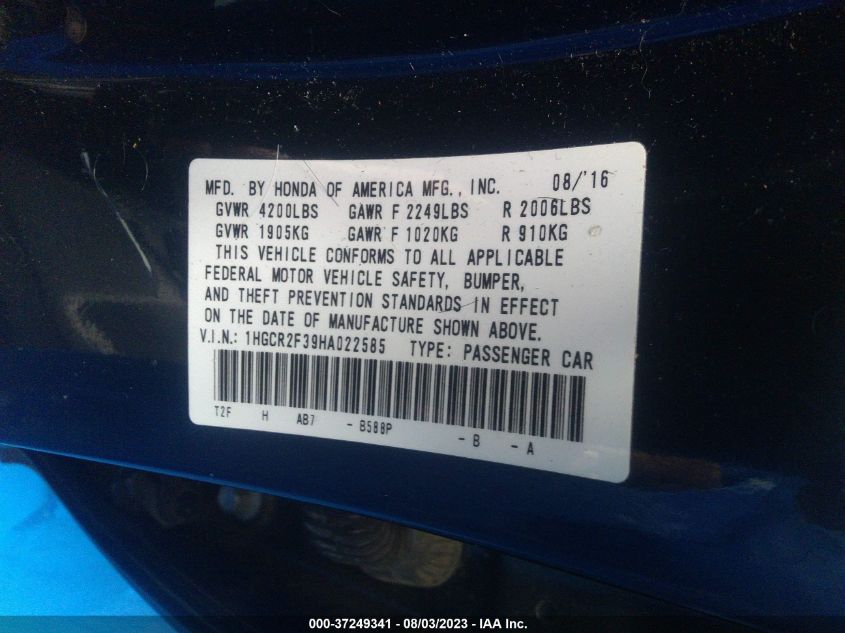 MFD. BY HONDA OF AMERICA MFG., INC. 08/'16
GVWR 4200LBS GAWR F 2249LBS R 2006LBS
GVWR 1905KG GAWR F 1020KG R 910KG
THIS VEHICLE CONFORMS TO ALL APPLICABLE
FEDERAL MOTOR VEHICLE SAFETY, BUMPER,
AND THEFT PREVENTION STANDARDS IN EFFECT
ON THE DATE OF MANUFACTURE SHOWN ABOVE.
V.I.N.: 1HGCR2F39HA022585 TYPE: PASSENGER CAR
T2F H AB7 - B588P - B - A
000-37249341 - 08/03/2023 - IAA Inc.